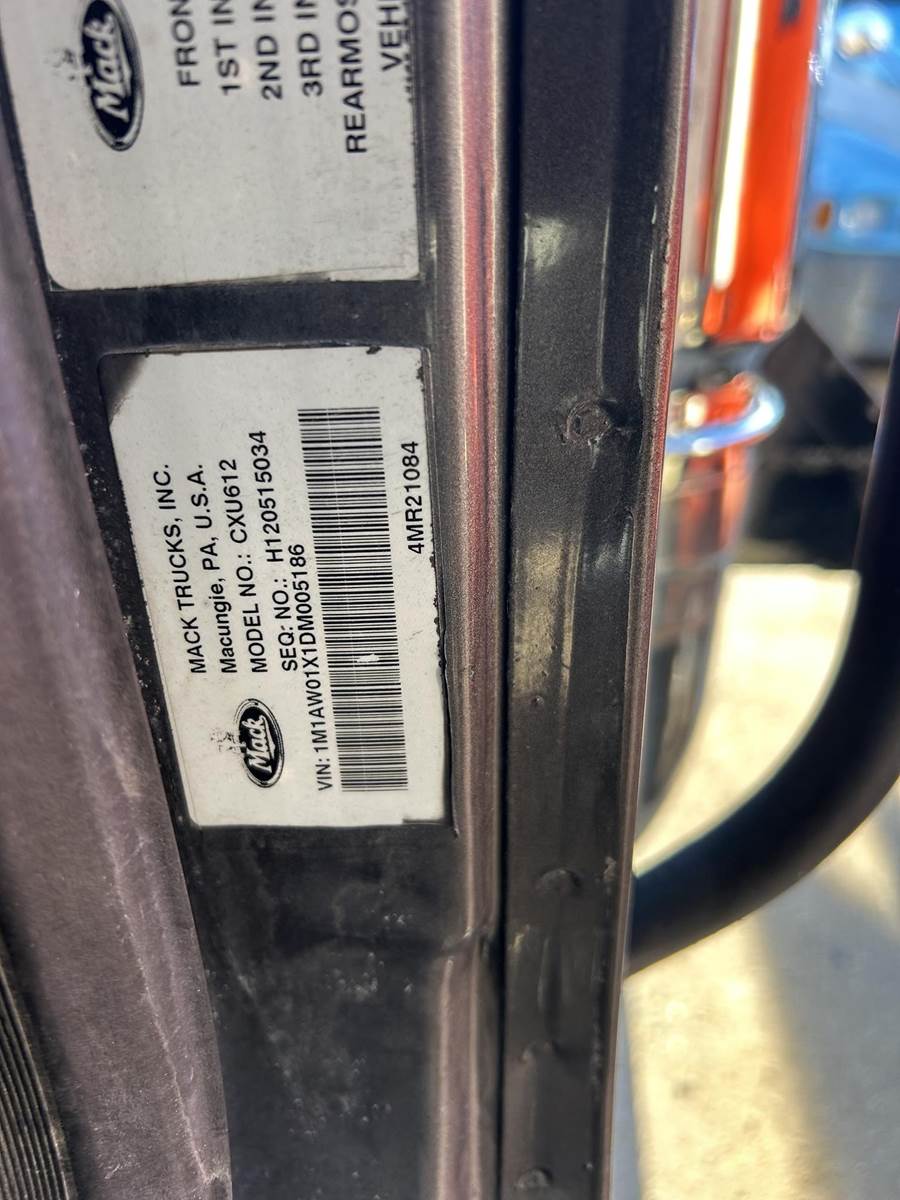 Mack
FRON
1ST IN
2ND IN
3RD IN
REARMOS
VEHI
Mack
MACK TRUCKS, INC.
Macungie, PA, U.S.A.
MODEL NO.: CXU612
SEQ: NO.: H120515034
VIN: 1M1AW01X1DM005186
4MR21084